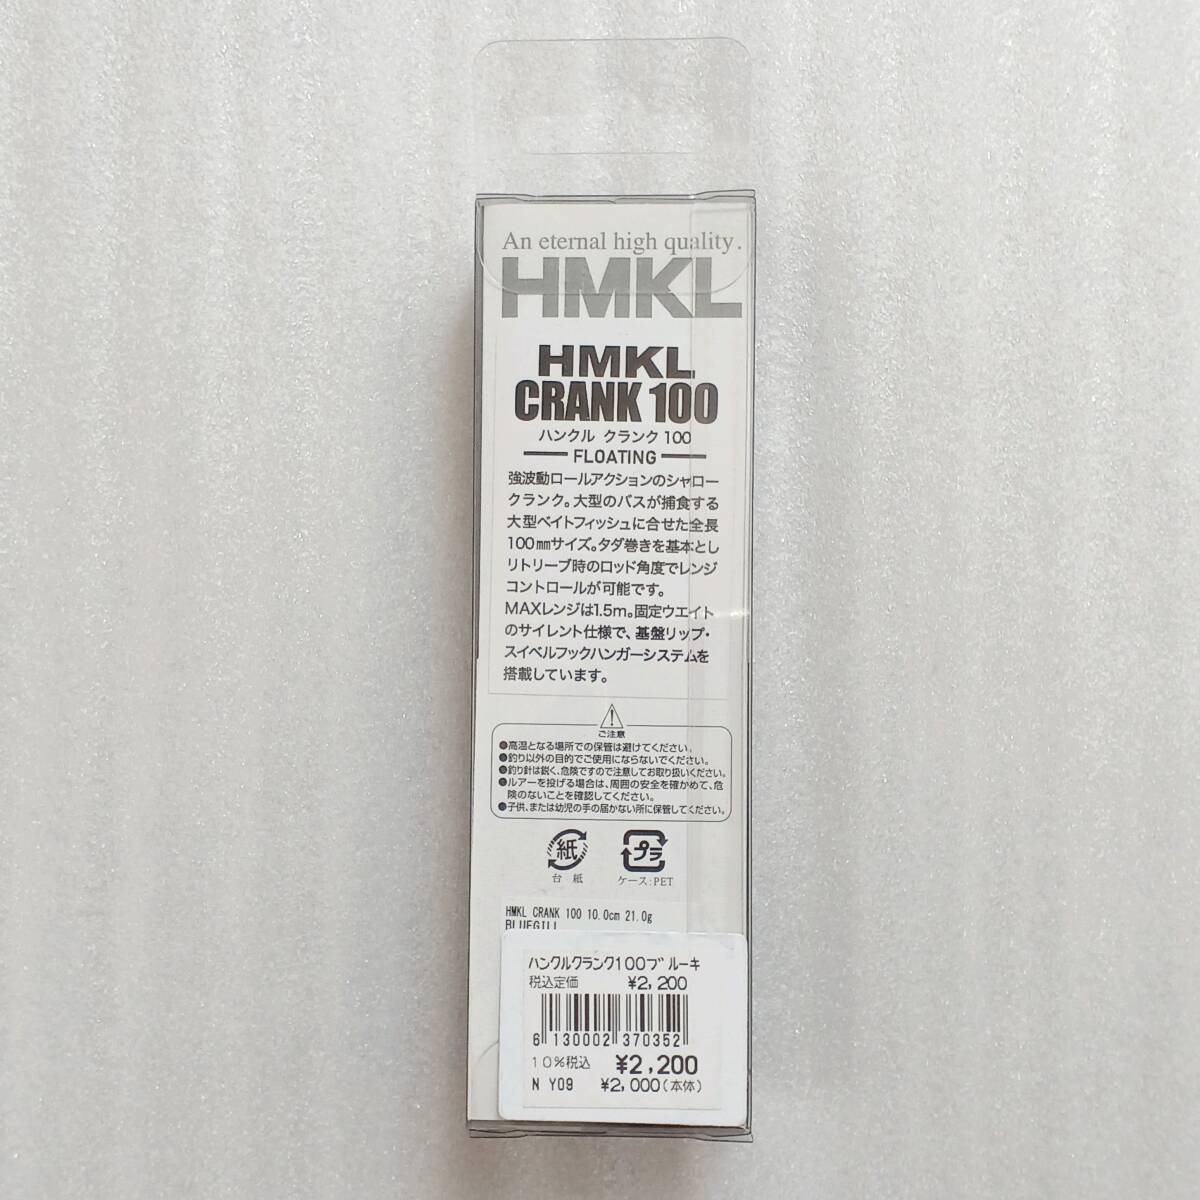 An eternal high quality.
HMKL
HMKL
CRANK 100
ハンクル クランク100
FLOATING
強波動ロールアクションのシャロー
クランク。大型のバスが捕食する
大型ベイトフィッシュに合せた全長
100mmサイズ。タダ巻きを基本とし
リトリーブ時のロッド角度でレンジ
コントロールが可能です。
MAXレンジは1.5m。固定ウエイト
のサイレント仕様で、基盤リップ・
スイベルフックハンガーシステムを
搭載しています。
ご注意
●高温となる場所での保管は避けてください。
●釣り以外の目的でご使用にならないでください。
●釣り針は鋭く、危険ですので注意してお取り扱いください。
●ルアーを投げる場合は、周囲の安全を確かめて、危
険のないことを確認してください。
●子供、または幼児の手の届かない所に保管してください。
紙 プラ
台紙 ケース:PET
HMKL CRANK 100 10.0cm 21.0g
BLUEGILL
ハンクルクランク100ブルーキ
税込定価 ¥2,200
6 130002 370352
10%税込 ¥2,200
N Y09 ¥2,000(本体)